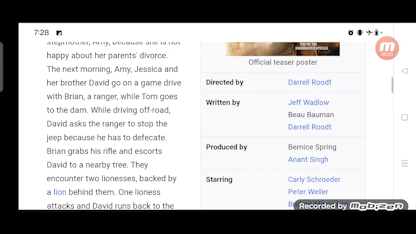 7:28
stepmother, Amy, because she is not
happy about her parents' divorce.
The next morning, Amy, Jessica and
her brother David go on a game drive
with Brian, a ranger, while Tom goes
to the dam. While driving off-road,
David asks the ranger to stop the
jeep because he has to defecate.
Brian grabs his rifle and escorts
David to a nearby tree. They
encounter two lionesses, backed by
a lion behind them. One lioness
attacks and David runs back to the
Official teaser poster
Directed by Darrell Roodt
Written by Jeff Wadlow
Beau Bauman
Darrell Roodt
Produced by Bernice Spring
Anant Singh
Starring Carly Schroeder
Peter Weller
Recorded by Mobizen